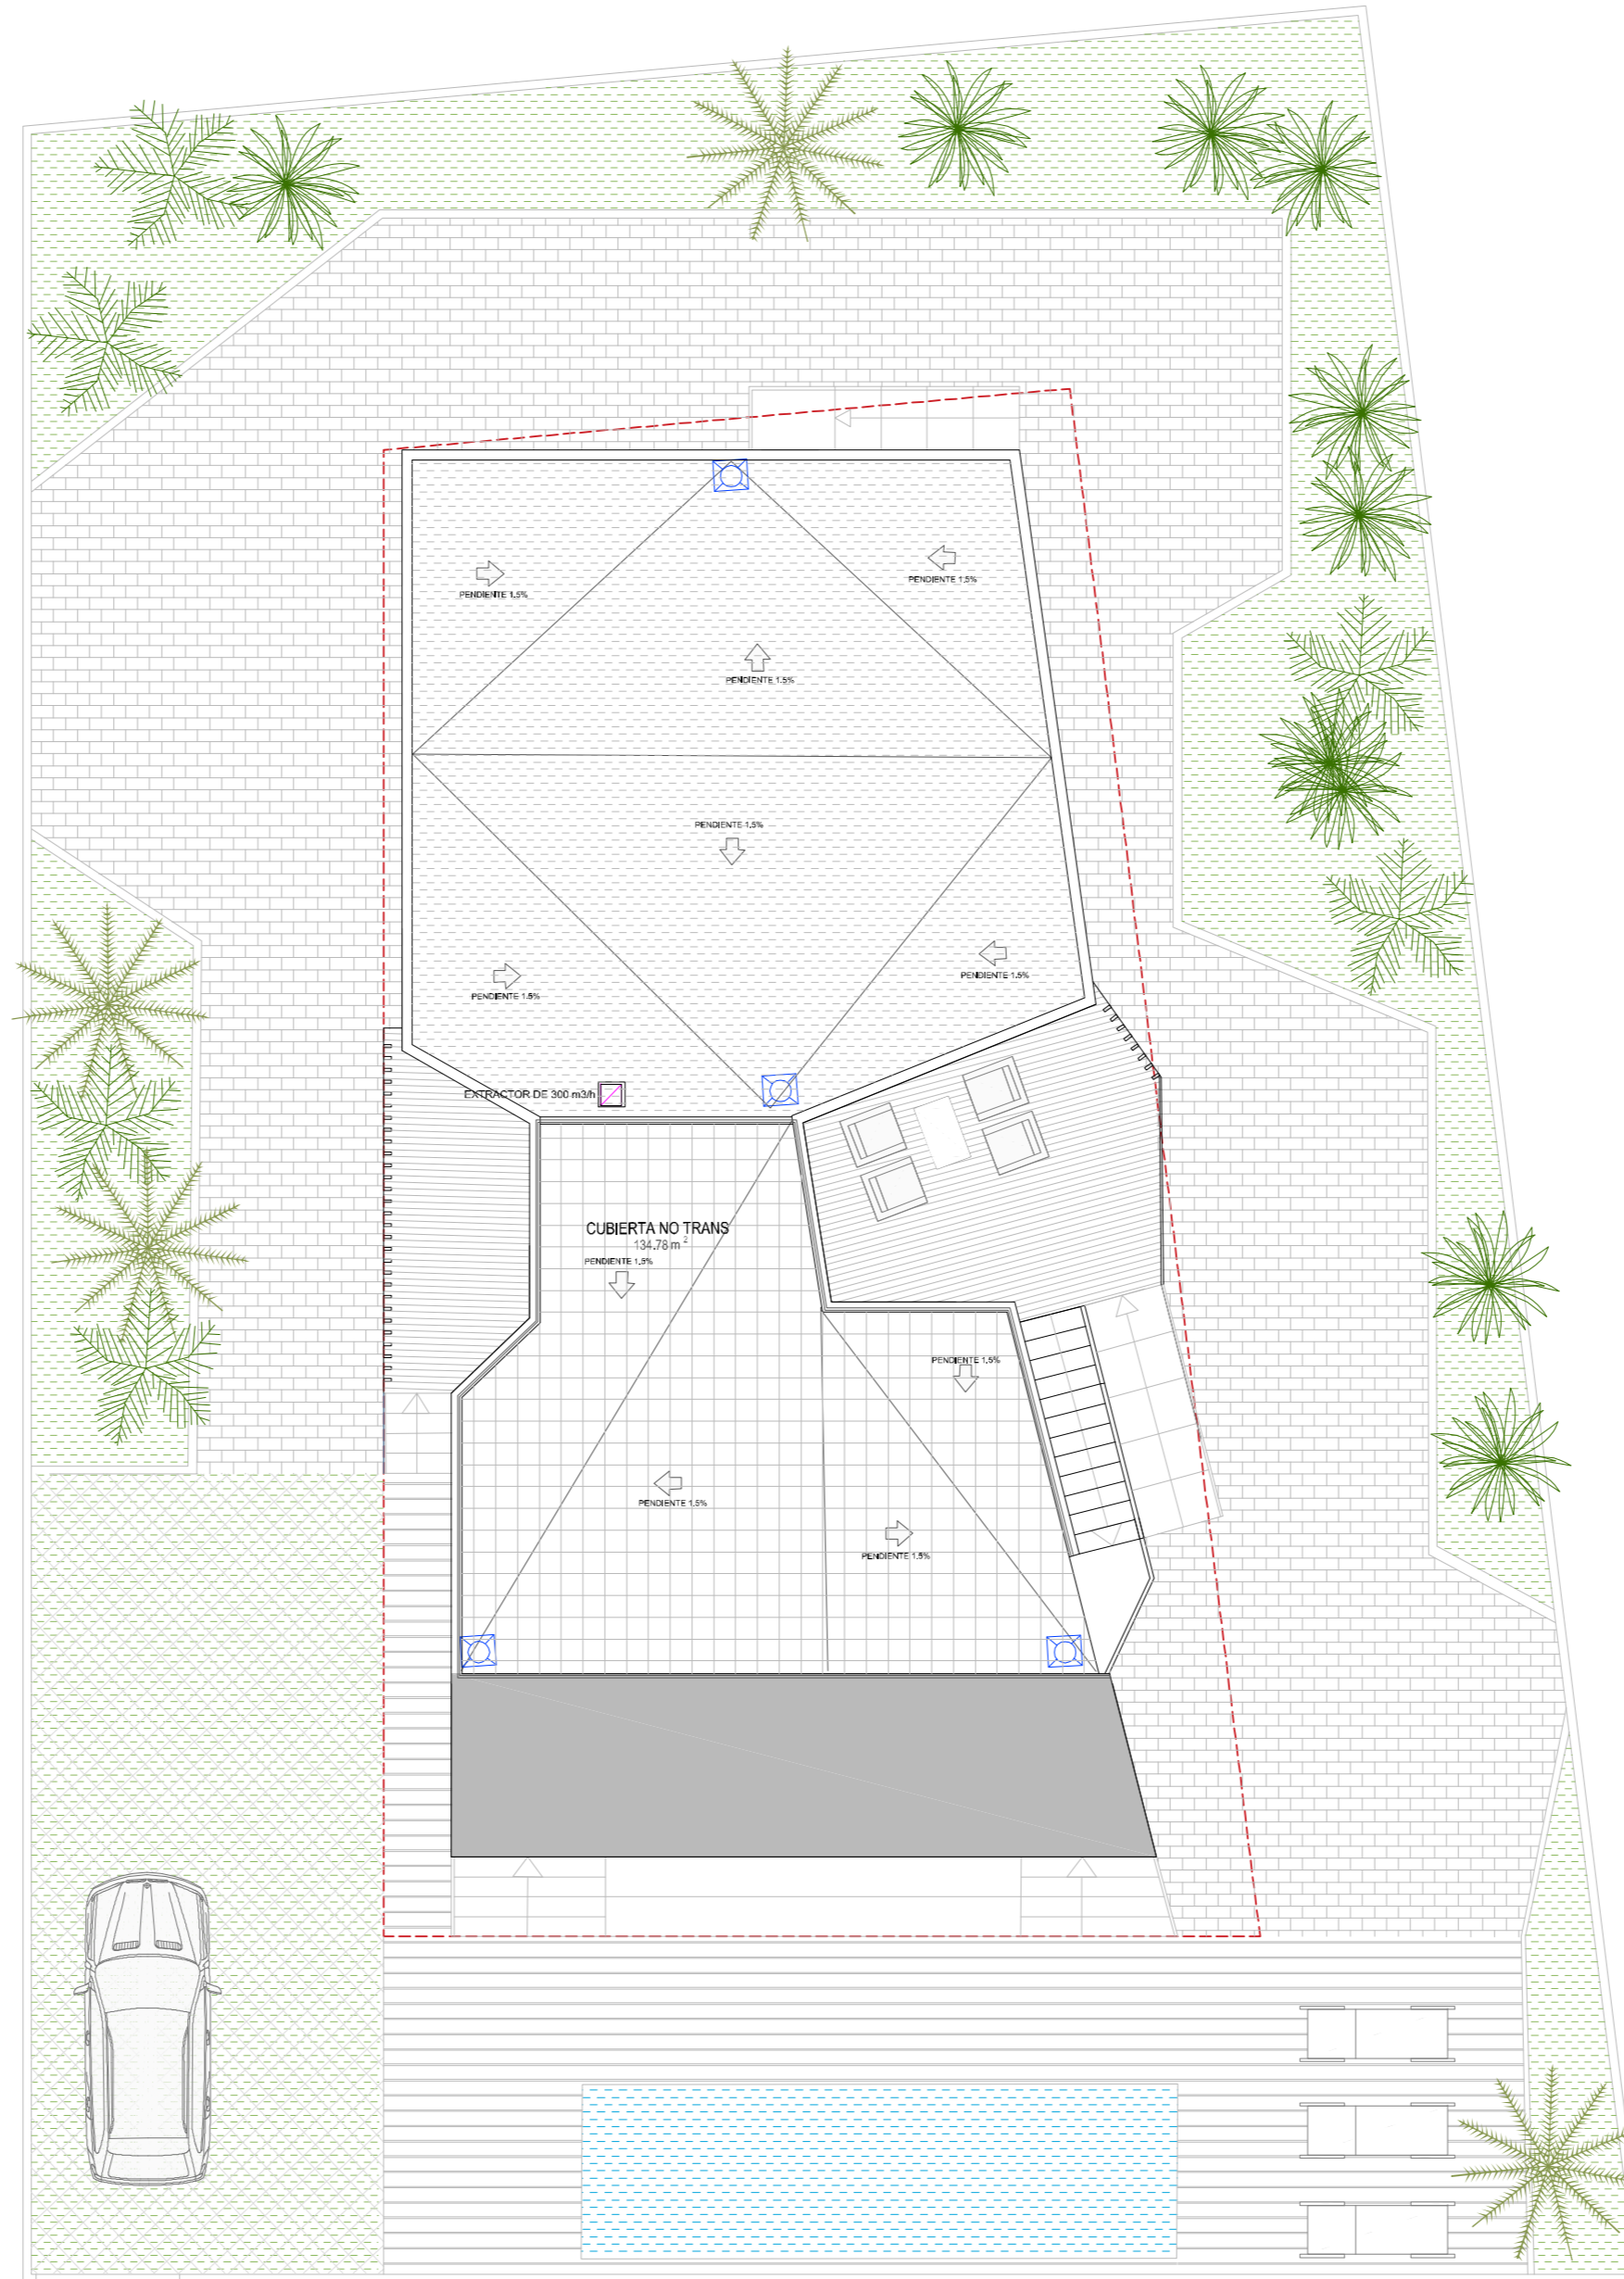 PENDIENTE 1,5%
PENDIENTE 1,5%
PENDIENTE 1.5%
PENDIENTE 1,5%
PENDIENTE 1.5%
PENDIENTE 1.5%
EXTRACTOR DE 300 m3/h
CUBIERTA NO TRANS
134.78 m 2
PENDIENTE 1,5%
PENDIENTE 1,5%
PENDIENTE 1,5%
PENDIENTE 1,5%